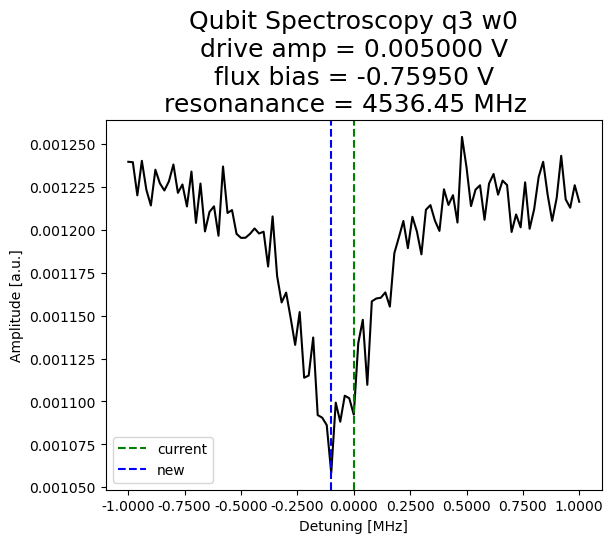 Qubit Spectroscopy q3 w0
drive amp = 0.005000 V
flux bias = -0.75950 V
resonanance = 4536.45 MHz
0.001250
0.001225
0.001200
0.001175
0.001150
0.001125
0.001100
0.001075
0.001050
Amplitude [a.u.]
current
new
-1.0000 -0.7500 -0.5000 -0.2500 0.0000 0.2500 0.5000 0.7500 1.0000
Detuning [MHz]